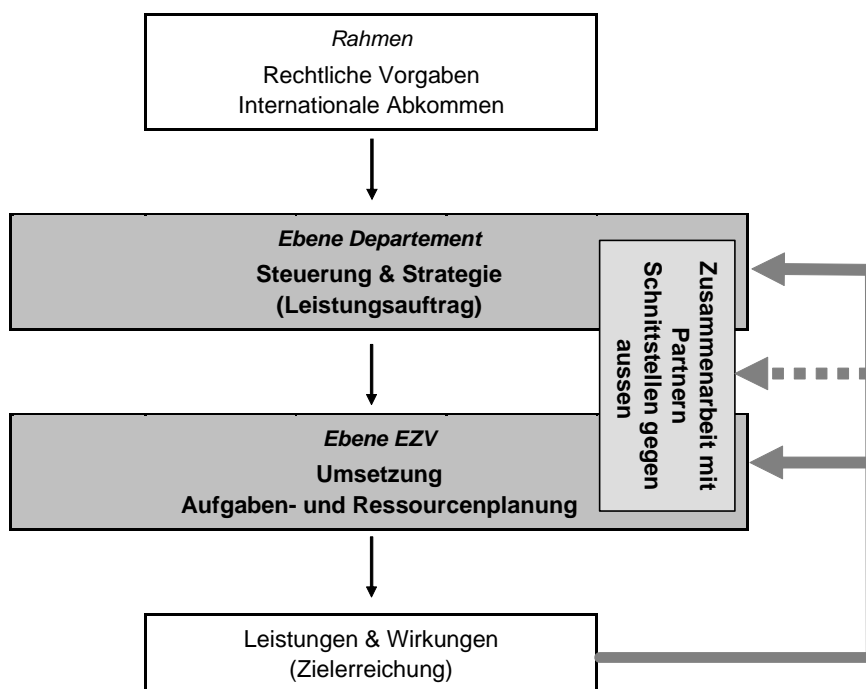 Rahmen
Rechtliche Vorgaben
Internationale Abkommen
Ebene Departement
Steuerung & Strategie
(Leistungsauftrag)
Zusammenarbeit mit
Partnern
Schnittstellen gegen
aussen
Ebene EZV
Umsetzung
Aufgaben- und Ressourcenplanung
Leistungen & Wirkungen
(Zielerreichung)